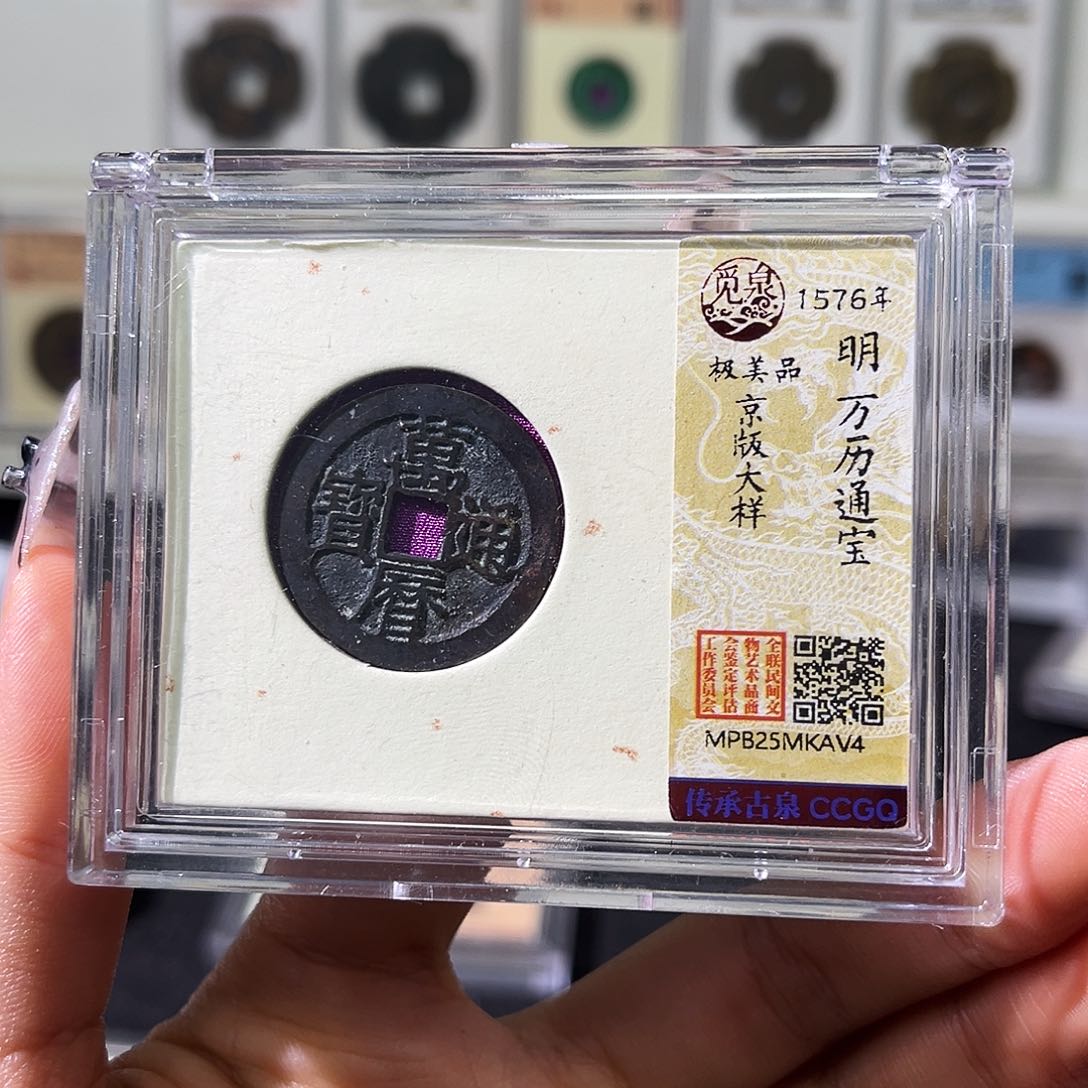 萬曆通寶
觅泉
1576年
明 万历通宝
极美品
京版大样
全联民间文
物艺术品商
会鉴定评估
工作委员会
MPB25MKAV4
传承古泉 CCGQ